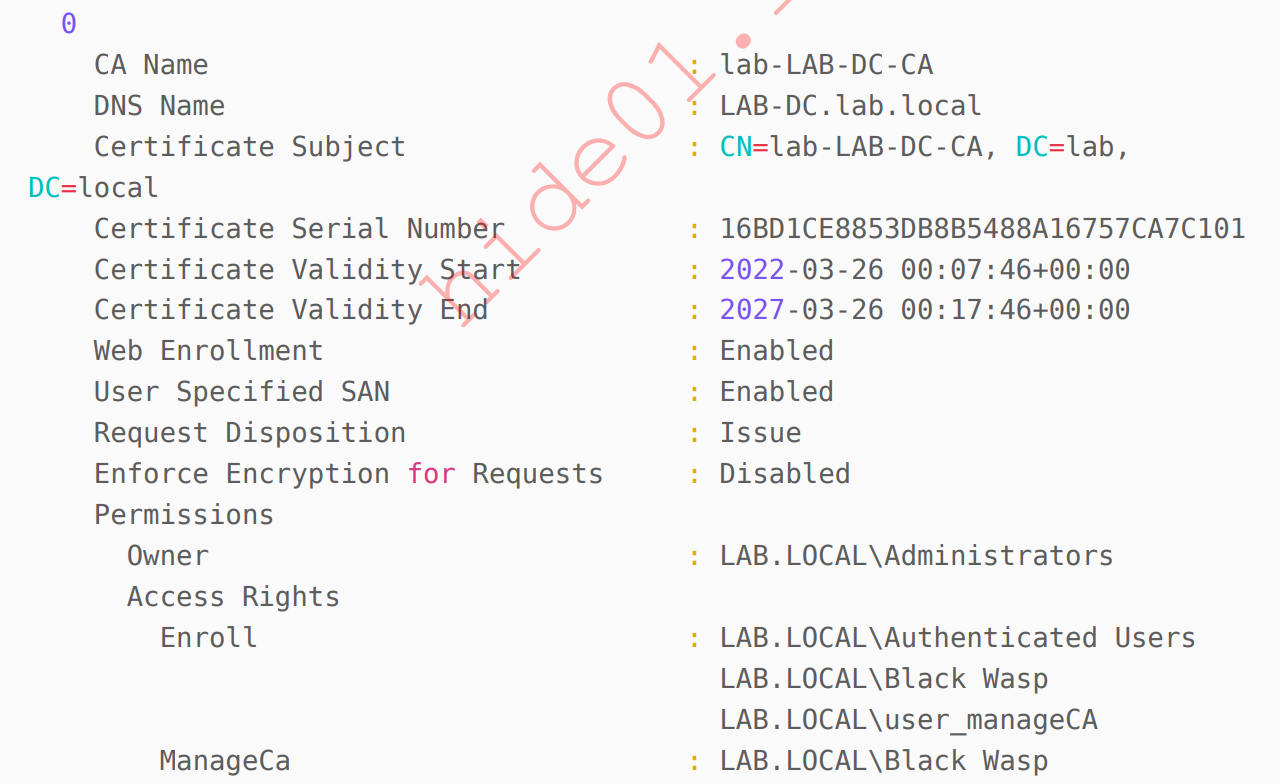 0
CA Name : lab-LAB-DC-CA
DNS Name : LAB-DC.lab.local
Certificate Subject : CN=lab-LAB-DC-CA, DC=lab,
DC=local
Certificate Serial Number : 16BD1CE8853DB8B5488A16757CA7C101
Certificate Validity Start : 2022-03-26 00:07:46+00:00
Certificate Validity End : 2027-03-26 00:17:46+00:00
Web Enrollment : Enabled
User Specified SAN : Enabled
Request Disposition : Issue
Enforce Encryption for Requests : Disabled
Permissions
Owner : LAB.LOCAL\Administrators
Access Rights
Enroll : LAB.LOCAL\Authenticated Users
LAB.LOCAL\Black Wasp
LAB.LOCAL\user_manageCA
ManageCa : LAB.LOCAL\Black Wasp
hide01.